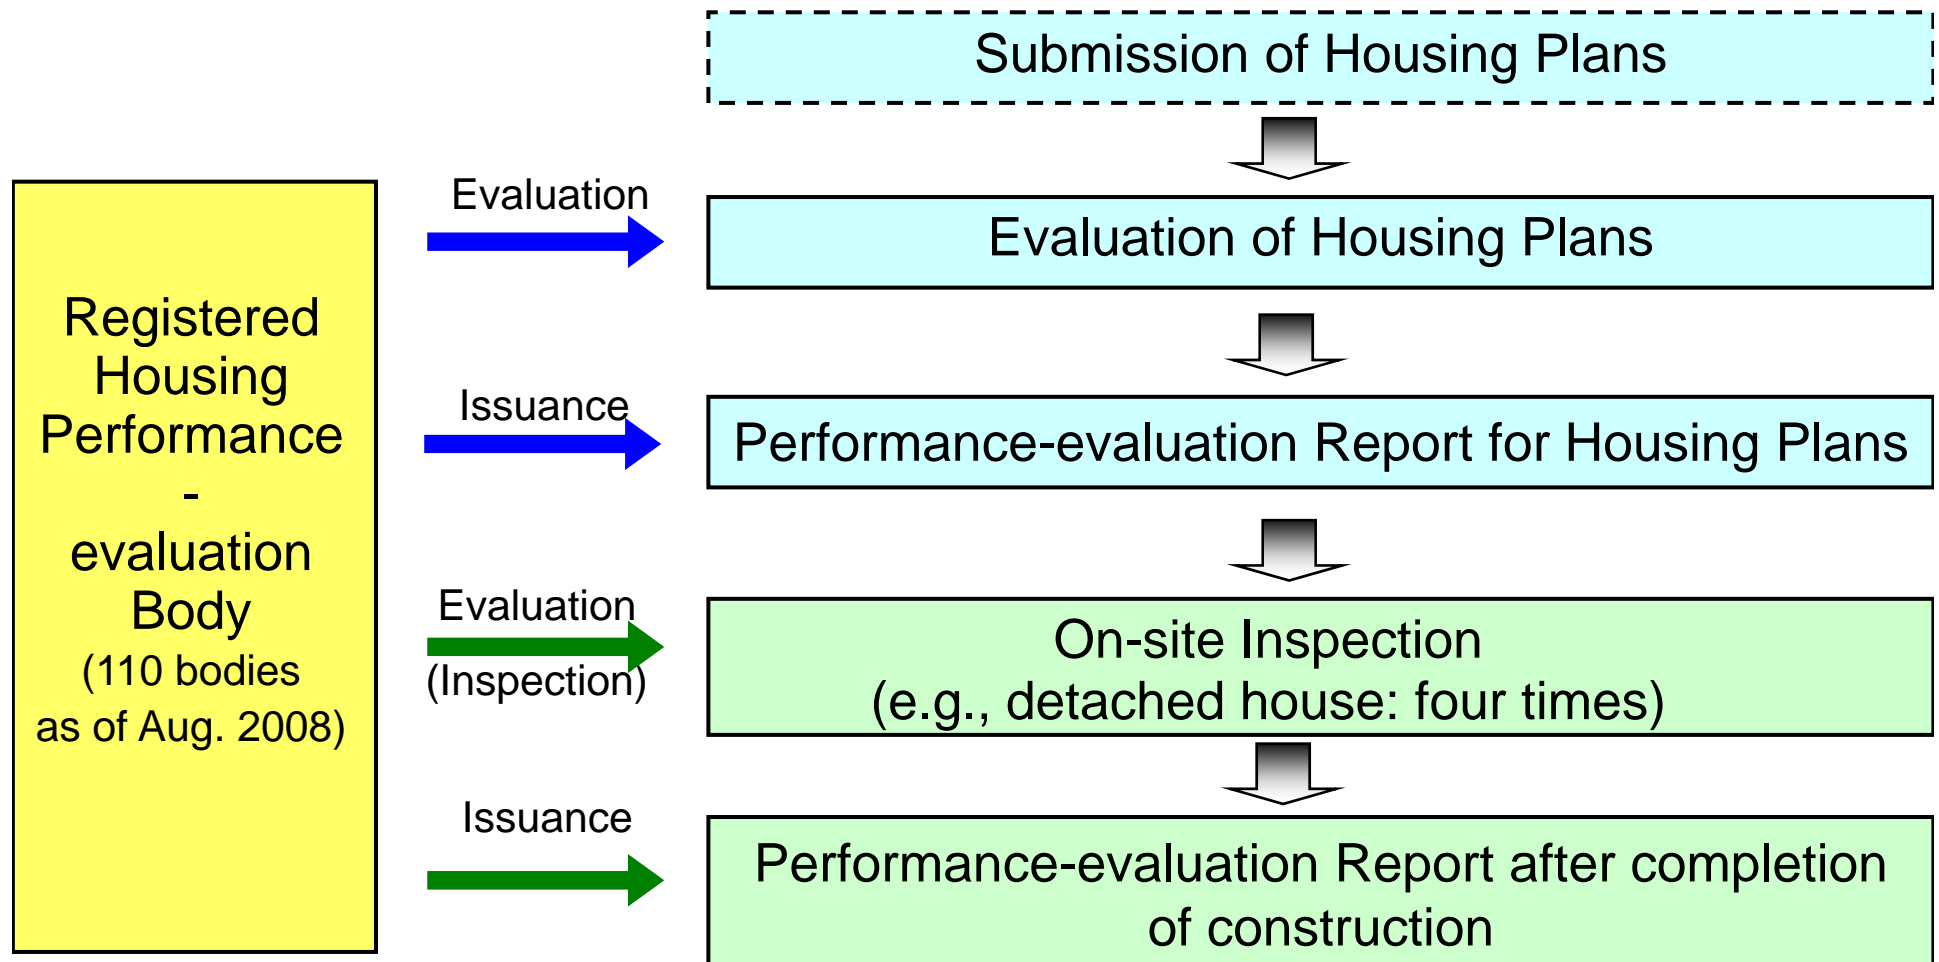 Submission of Housing Plans
Evaluation
Evaluation of Housing Plans
Registered
Housing
Performance
-
evaluation
Body
(110 bodies
as of Aug. 2008)
Issuance
Performance-evaluation Report for Housing Plans
Evaluation
(Inspection)
On-site Inspection
(e.g., detached house: four times)
Issuance
Performance-evaluation Report after completion
of construction